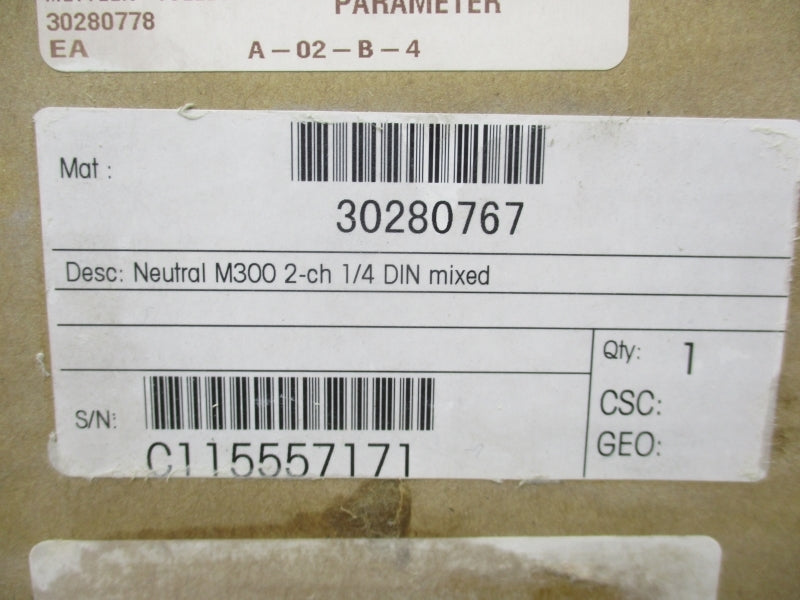 PARAMETER
30280778
EA A-02-B-4
Mat :
30280767
Desc: Neutral M300 2-ch 1/4 DIN mixed
Qty: 1
S/N:
C115557171
CSC:
GEO: